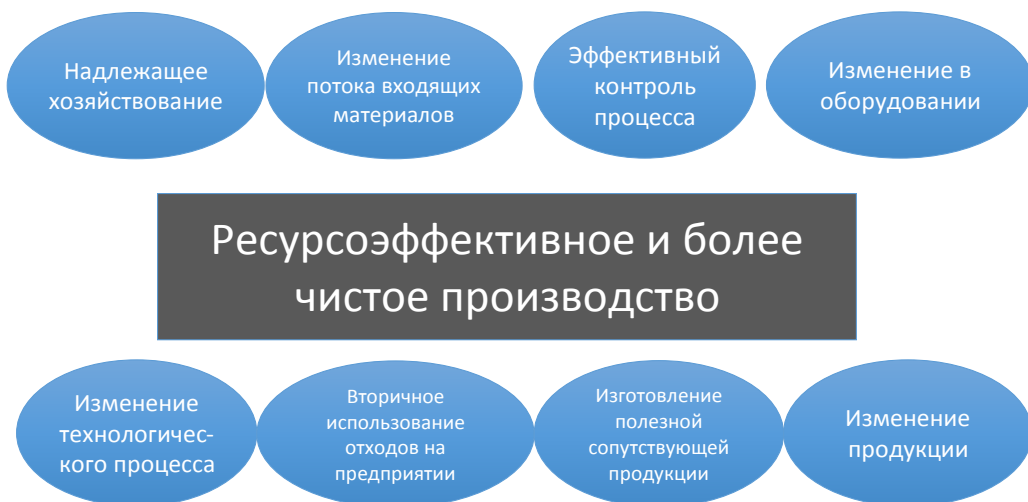 Надлежащее
хозяйствование
Изменение
потока входящих
материалов
Эффективный
контроль
процесса
Изменение в
оборудовании
Ресурсоэффективное и более
чистое производство
Изменение
технологичес-
кого процесса
Вторичное
использование
отходов на
предприятии
Изготовление
полезной
сопутствующей
продукции
Изменение
продукции